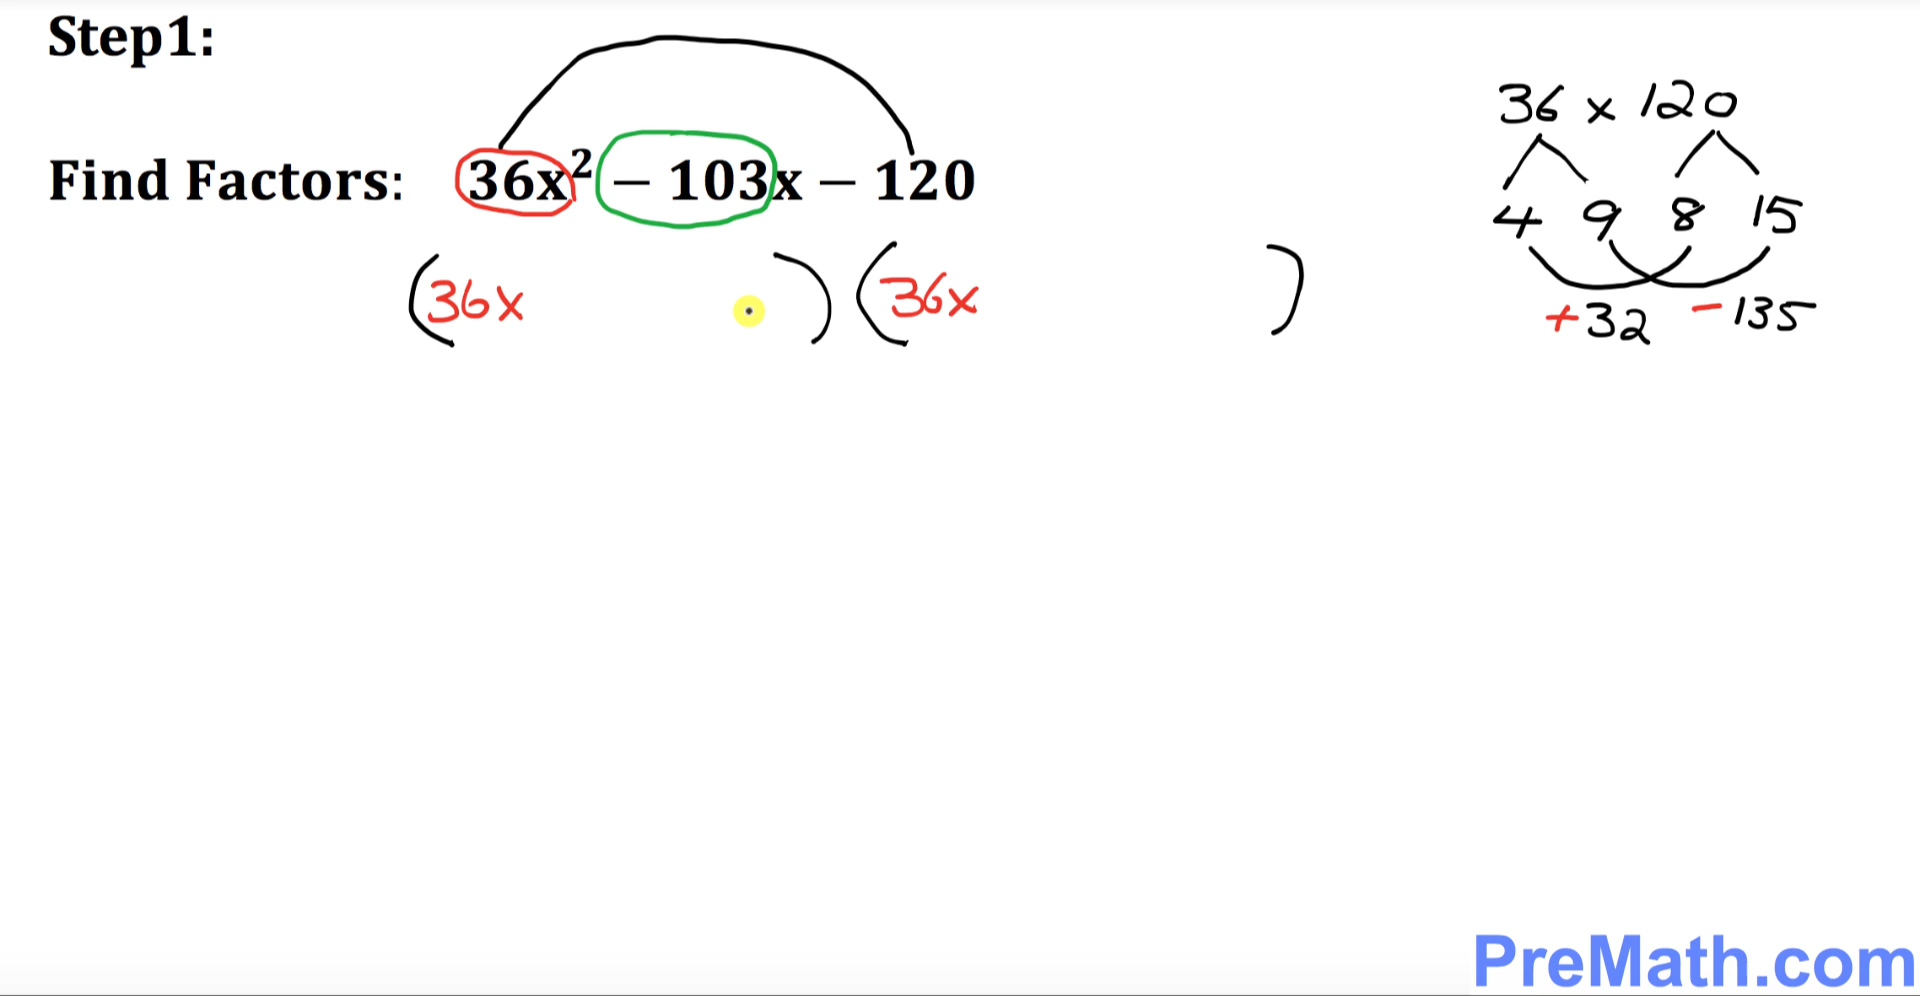 Step1:
36 x 120
Find Factors: 36x² − 103x − 120
4 9 8 15
(36x ) (36x )
+32 −135
PreMath.com